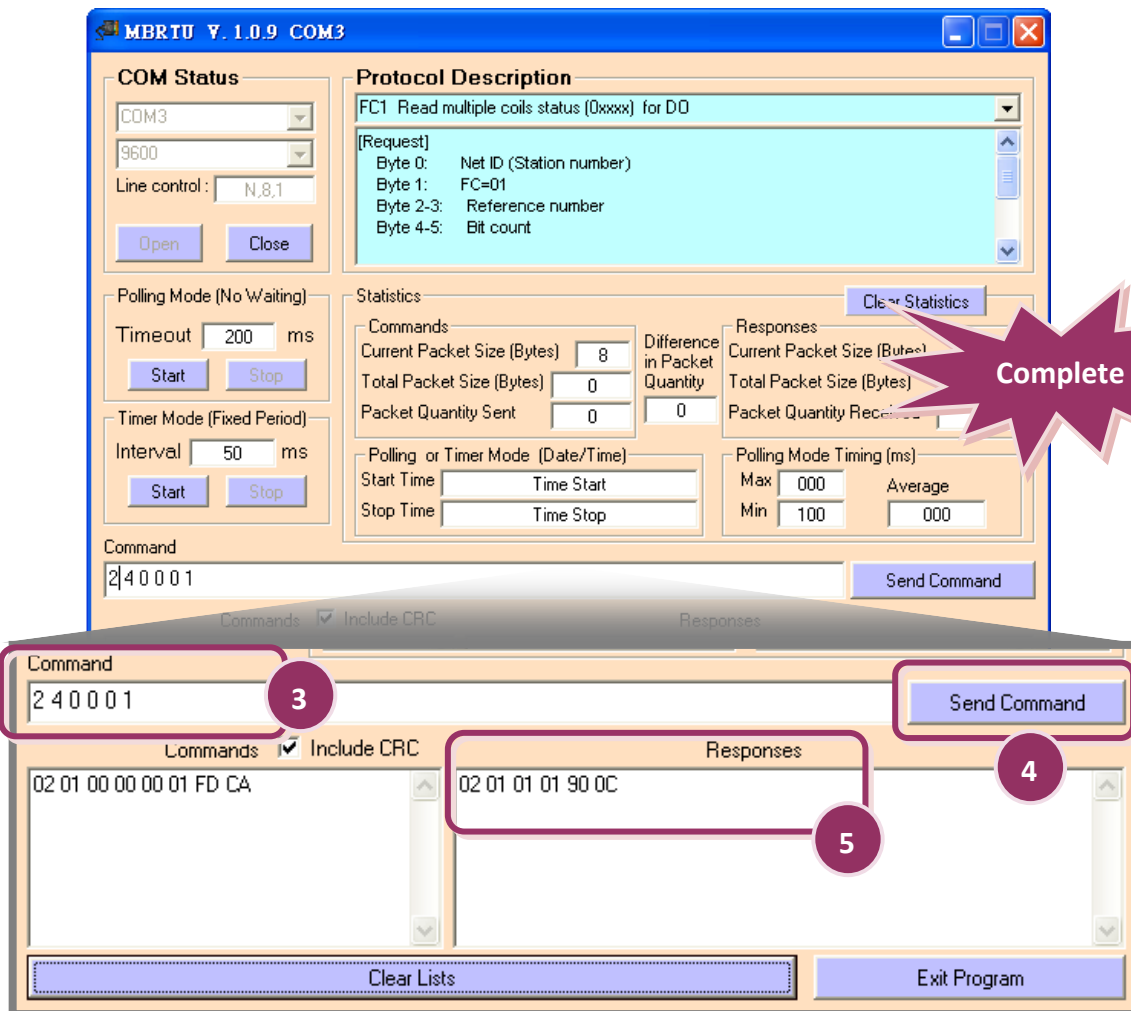 MBRTU V. 1.0.9 COM3
COM Status
COM3
9600
Line control : N,8,1
Open Close
Protocol Description
FC1 Read multiple coils status (0xxxx) for DO
[Request]
Byte 0: Net ID (Station number)
Byte 1: FC=01
Byte 2-3: Reference number
Byte 4-5: Bit count
Polling Mode (No Waiting)
Timeout 200 ms
Start Stop
Timer Mode (Fixed Period)
Interval 50 ms
Start Stop
Statistics
Clear Statistics
Commands
Current Packet Size (Bytes) 8
Total Packet Size (Bytes) 0
Packet Quantity Sent 0
Difference
in Packet
Quantity
0
Responses
Current Packet Size (Bytes)
Total Packet Size (Bytes)
Packet Quantity Received
Complete
Polling or Timer Mode (Date/Time)
Start Time Time Start
Stop Time Time Stop
Polling Mode Timing (ms)
Max 000 Average
Min 100 000
Command
2 4 0 0 0 1 Send Command
Commands Include CRC Responses
Command
2 4 0 0 0 1 3 Send Command
4
Commands Include CRC Responses
02 01 00 00 00 01 FD CA 02 01 01 01 90 0C
5
Clear Lists Exit Program